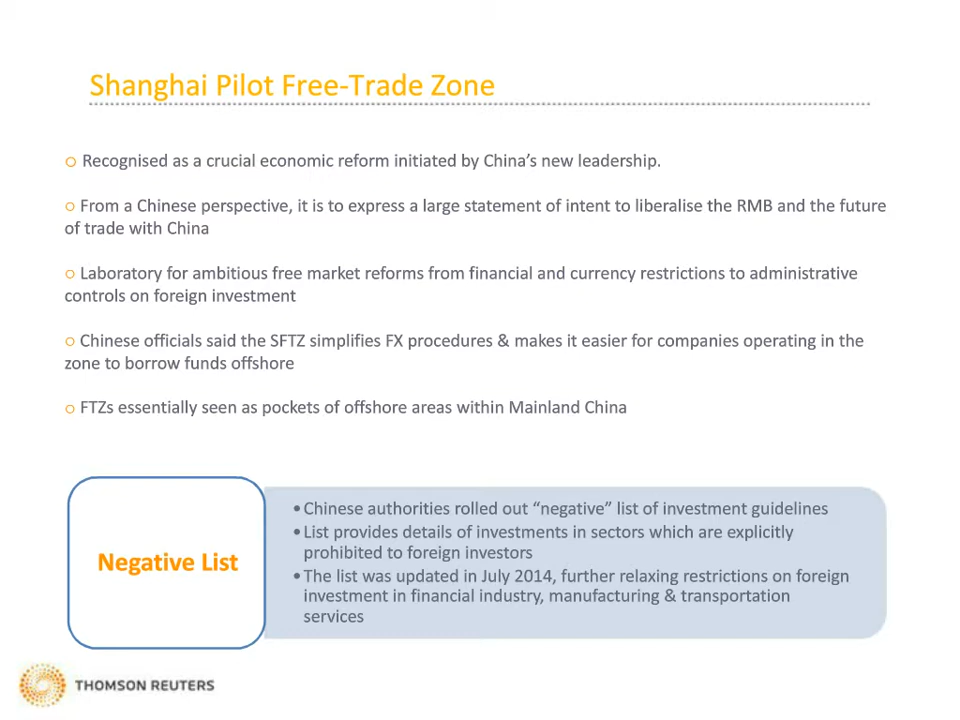 Shanghai Pilot Free-Trade Zone
○ Recognised as a crucial economic reform initiated by China’s new leadership.
○ From a Chinese perspective, it is to express a large statement of intent to liberalise the RMB and the future
of trade with China
○ Laboratory for ambitious free market reforms from financial and currency restrictions to administrative
controls on foreign investment
○ Chinese officials said the SFTZ simplifies FX procedures & makes it easier for companies operating in the
zone to borrow funds offshore
○ FTZs essentially seen as pockets of offshore areas within Mainland China
Negative List
• Chinese authorities rolled out “negative” list of investment guidelines
• List provides details of investments in sectors which are explicitly
prohibited to foreign investors
• The list was updated in July 2014, further relaxing restrictions on foreign
investment in financial industry, manufacturing & transportation
services
THOMSON REUTERS